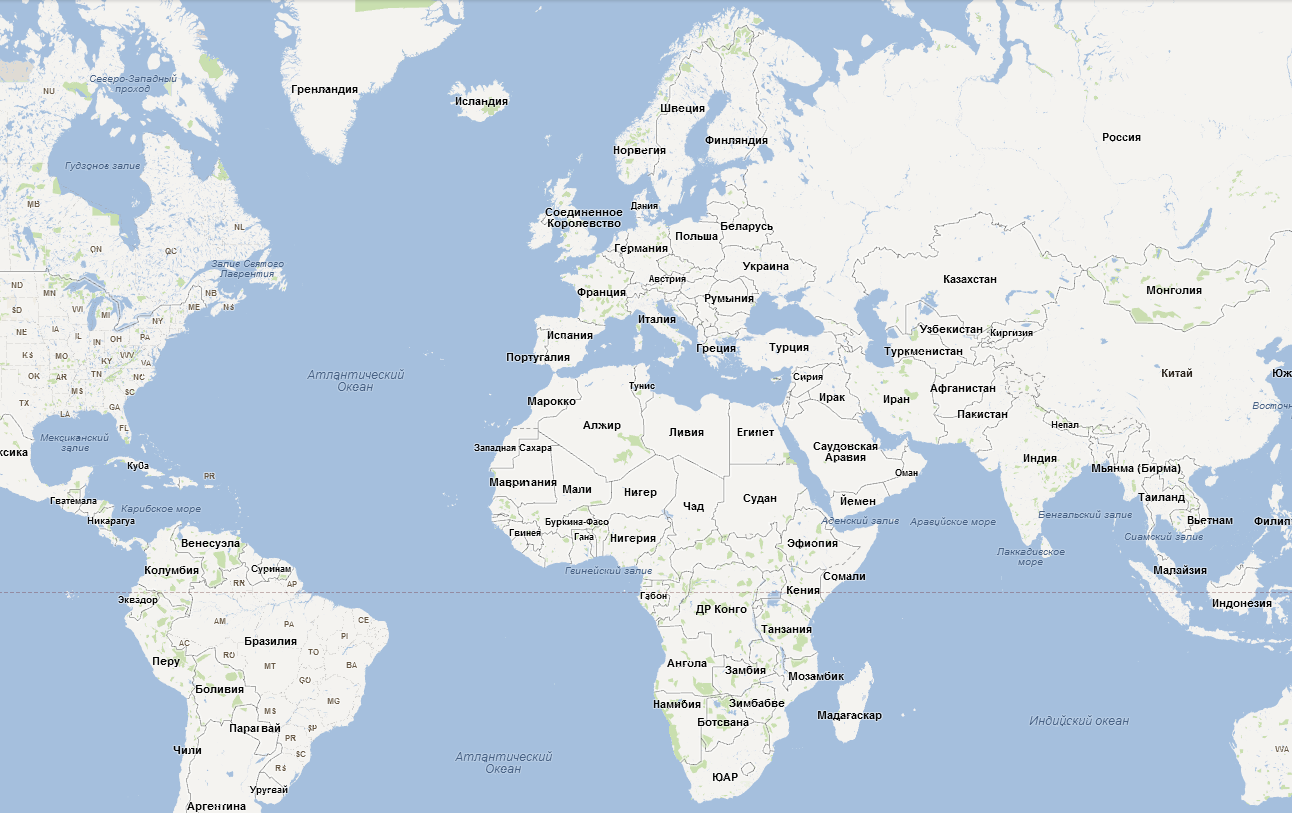 Северо-Западный
проход
NU
Гренландия
Исландия
Швеция
Финляндия
Россия
Норвегия
Гудзонов залив
MB
Дания
Соединенное
Королевство
Беларусь
Польша
NL
ON
QC
Германия
Залив Святого
Лаврентия
Украина
Австрия
Казахстан
Монголия
ND
MN
NB
ME
NS
Франция
Румыния
SD
WI
MI
NY
Италия
Узбекистан
Киргизия
NE
IA
IL
IN
OH
PA
Испания
Греция
Турция
Туркменистан
KS
MO
KY
WV
VA
Португалия
Китай
Юж
OK
AR
TN
NC
Атлантический
Океан
Тунис
Сирия
Афганистан
MS
SC
TX
LA
GA
Марокко
Ирак
Иран
Пакистан
Восточн
FL
Алжир
Ливия
Египет
Непал
Мексиканский
залив
ксика
Западная Сахара
Саудовская
Аравия
Индия
Куба
PR
Оман
Мьянма (Бирма)
Мавритания
Мали
Нигер
Судан
Йемен
Таиланд
Гватемала
Карибское море
Чад
Никарагуа
Буркина-Фасо
Аденский залив
Аравийское море
Бенгальский залив
Вьетнам
Филип
Гвинея
Гана
Нигерия
Эфиопия
Сиамский залив
Венесуэла
Лаккадивское
море
Колумбия
Суринам
Гвинейский залив
Сомали
Малайзия
RR
AP
Габон
Кения
Эквадор
ДР Конго
Индонезия
AM
PA
CE
Танзания
AC
Бразилия
PI
RO
TO
Перу
MT
BA
Ангола
Замбия
Мозамбик
GO
Боливия
MG
Намибия
Зимбабве
MS
Ботсвана
Мадагаскар
Индийский океан
Парагвай
SP
PR
Чили
SC
Атлантический
Океан
WA
RS
ЮАР
Уругвай
Аргентина